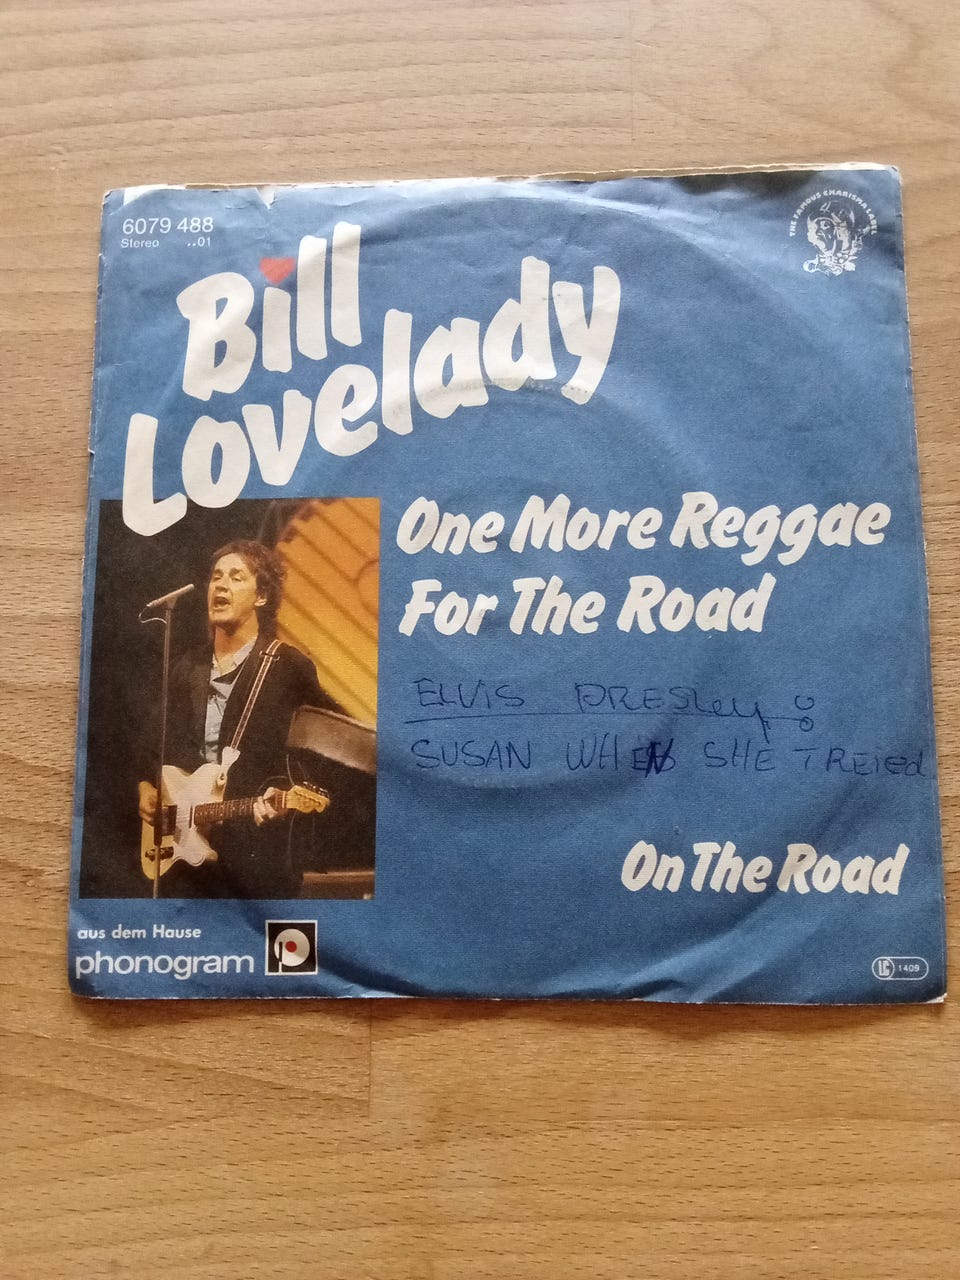 6079 488
Stereo ..01
THE FAMOUS CHARISMA LABEL
Bill
Lovelady
One More Reggae
For The Road
ELVIS PRESley:
SUSAN WHEN SHE TREIED
On The Road
aus dem Hause
phonogram
LC 1409